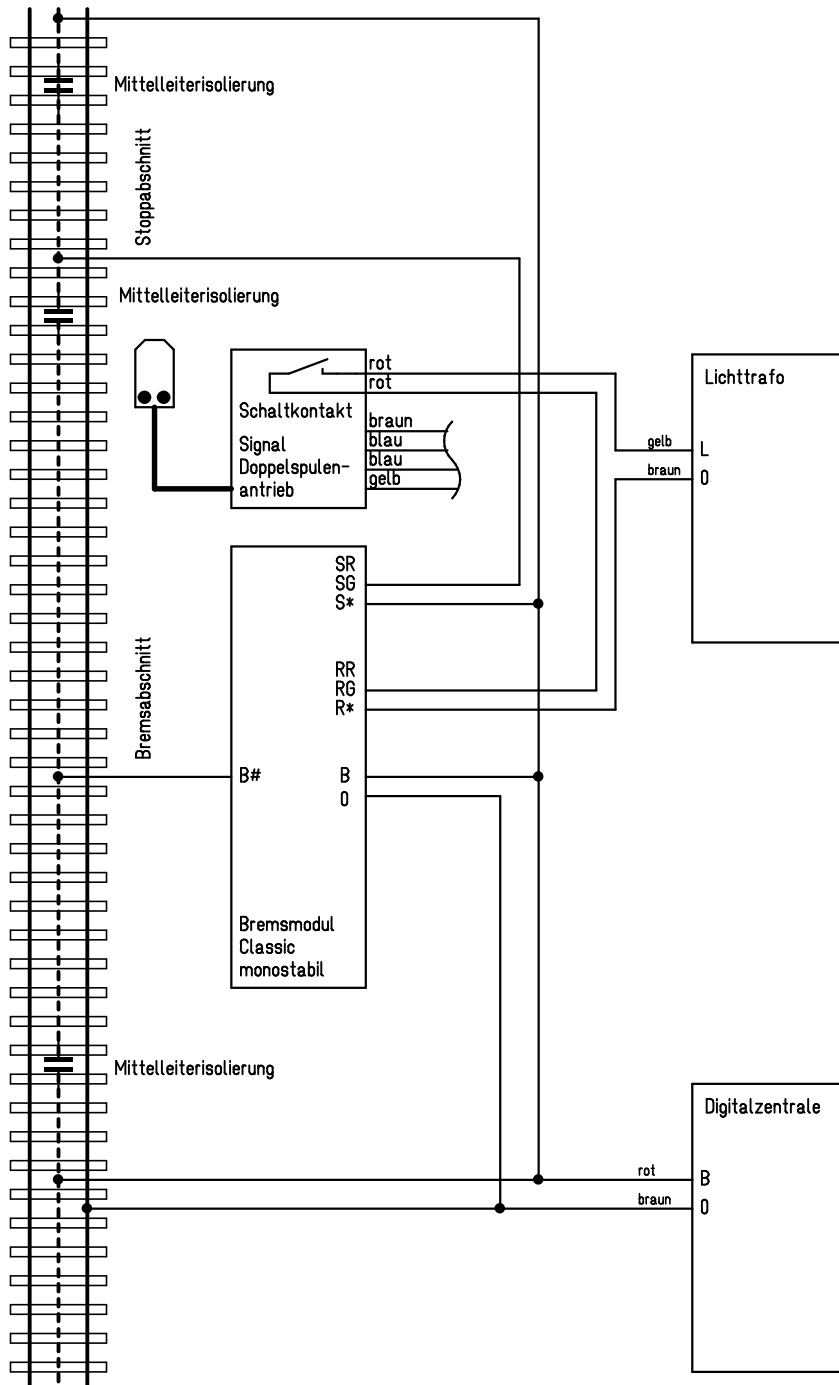 Mittelleiterisolierung
Stoppabschnitt
Mittelleiterisolierung
rot
rot
Schaltkontakt
braun
Signal
blau
Doppelspulen-
blau
antrieb
gelb
Lichttrafo
gelb
L
braun
0
SR
SG
S*
RR
RG
R*
Bremsabschnitt
B#
B
0
Bremsmodul
Classic
monostabil
Mittelleiterisolierung
Digitalzentrale
rot
B
braun
0